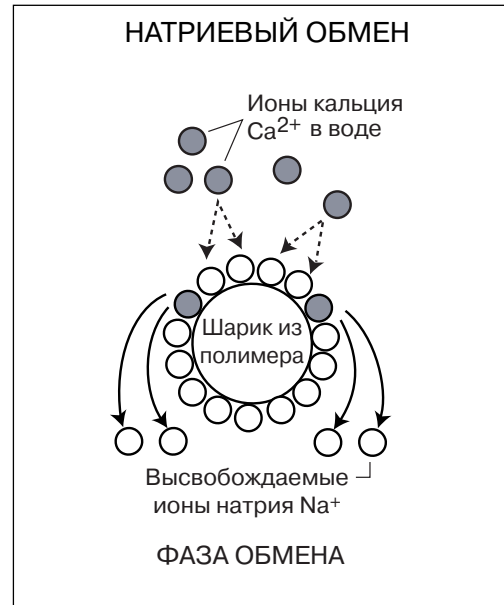 НАТРИЕВЫЙ ОБМЕН
Ионы кальция
Ca2+ в воде
Шарик из
полимера
Высвобождаемые
ионы натрия Na+
ФАЗА ОБМЕНА